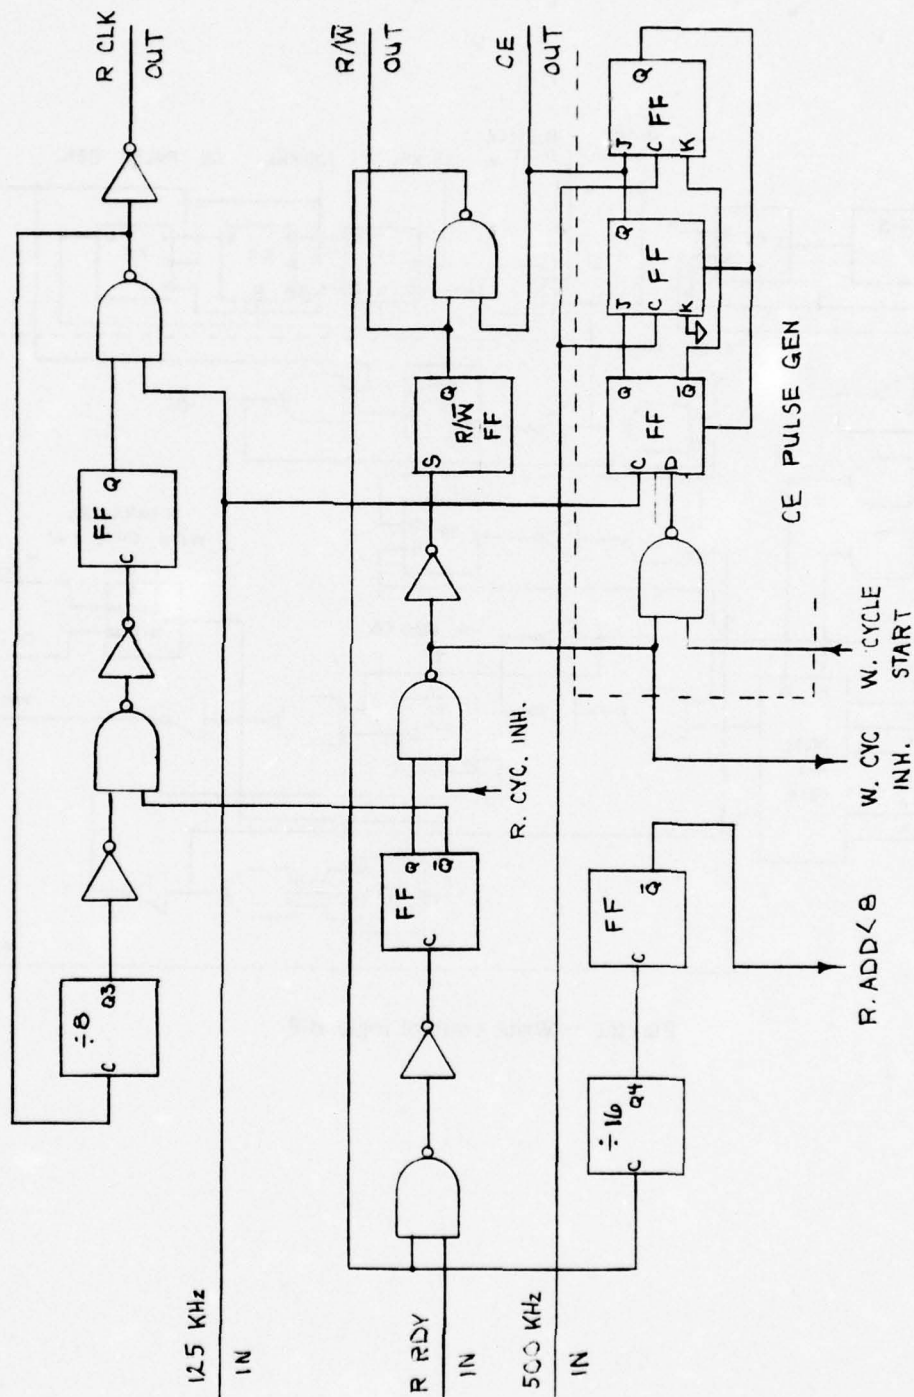 R CLK
OUT
R/W̅
OUT
CE
OUT
Q
FF
J
C
K
Q
FF
J
C
K
Q
R/W̅
FF
S
Q
Q̅
FF
C
D
FF Q
C
CE PULSE GEN
W. CYCLE
START
W. CYC
INH.
R. CYC. INH.
Q
Q̅
FF
C
FF
Q̅
C
R. ADD<8
÷8
Q3
C
÷16
Q4
C
125 KHz
IN
R RDY
IN
500 KHz
IN